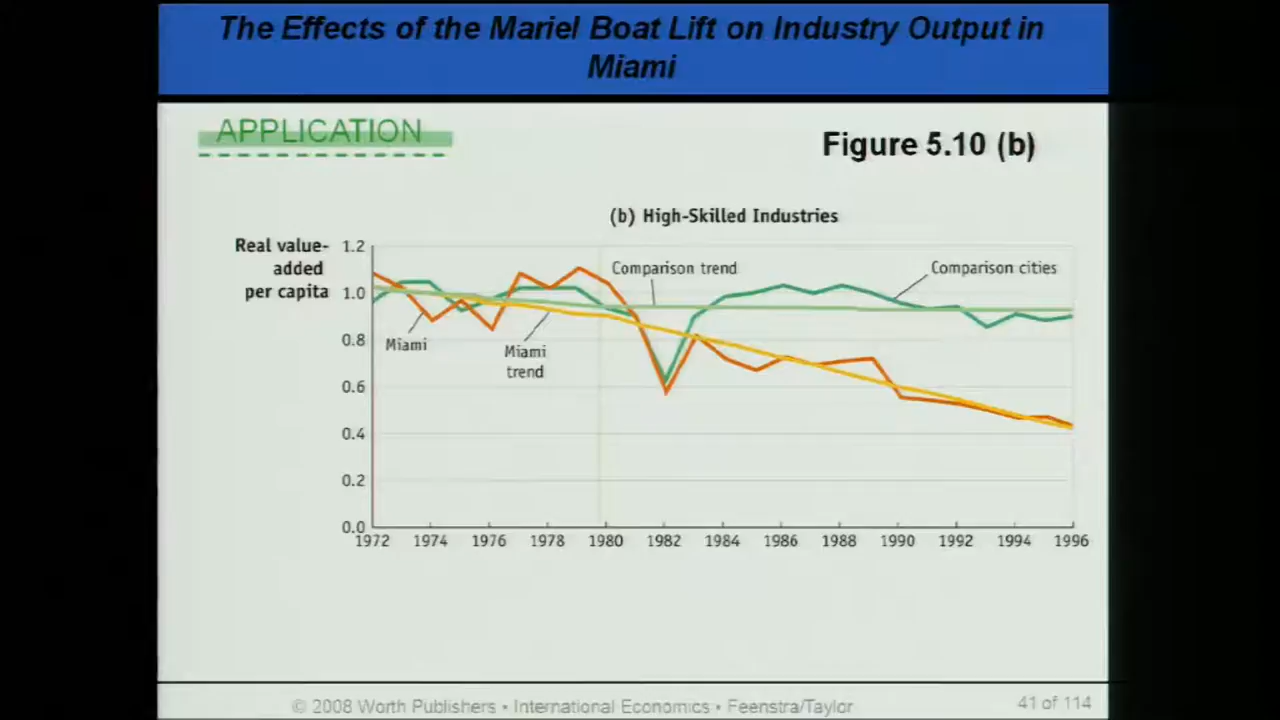 The Effects of the Mariel Boat Lift on Industry Output in
Miami
APPLICATION
Figure 5.10 (b)
(b) High-Skilled Industries
Real value-
added
per capita
1.2
1.0
0.8
0.6
0.4
0.2
0.0
Comparison trend
Comparison cities
Miami
Miami
trend
1972 1974 1976 1978 1980 1982 1984 1986 1988 1990 1992 1994 1996
© 2008 Worth Publishers • International Economics • Feenstra/Taylor
41 of 114